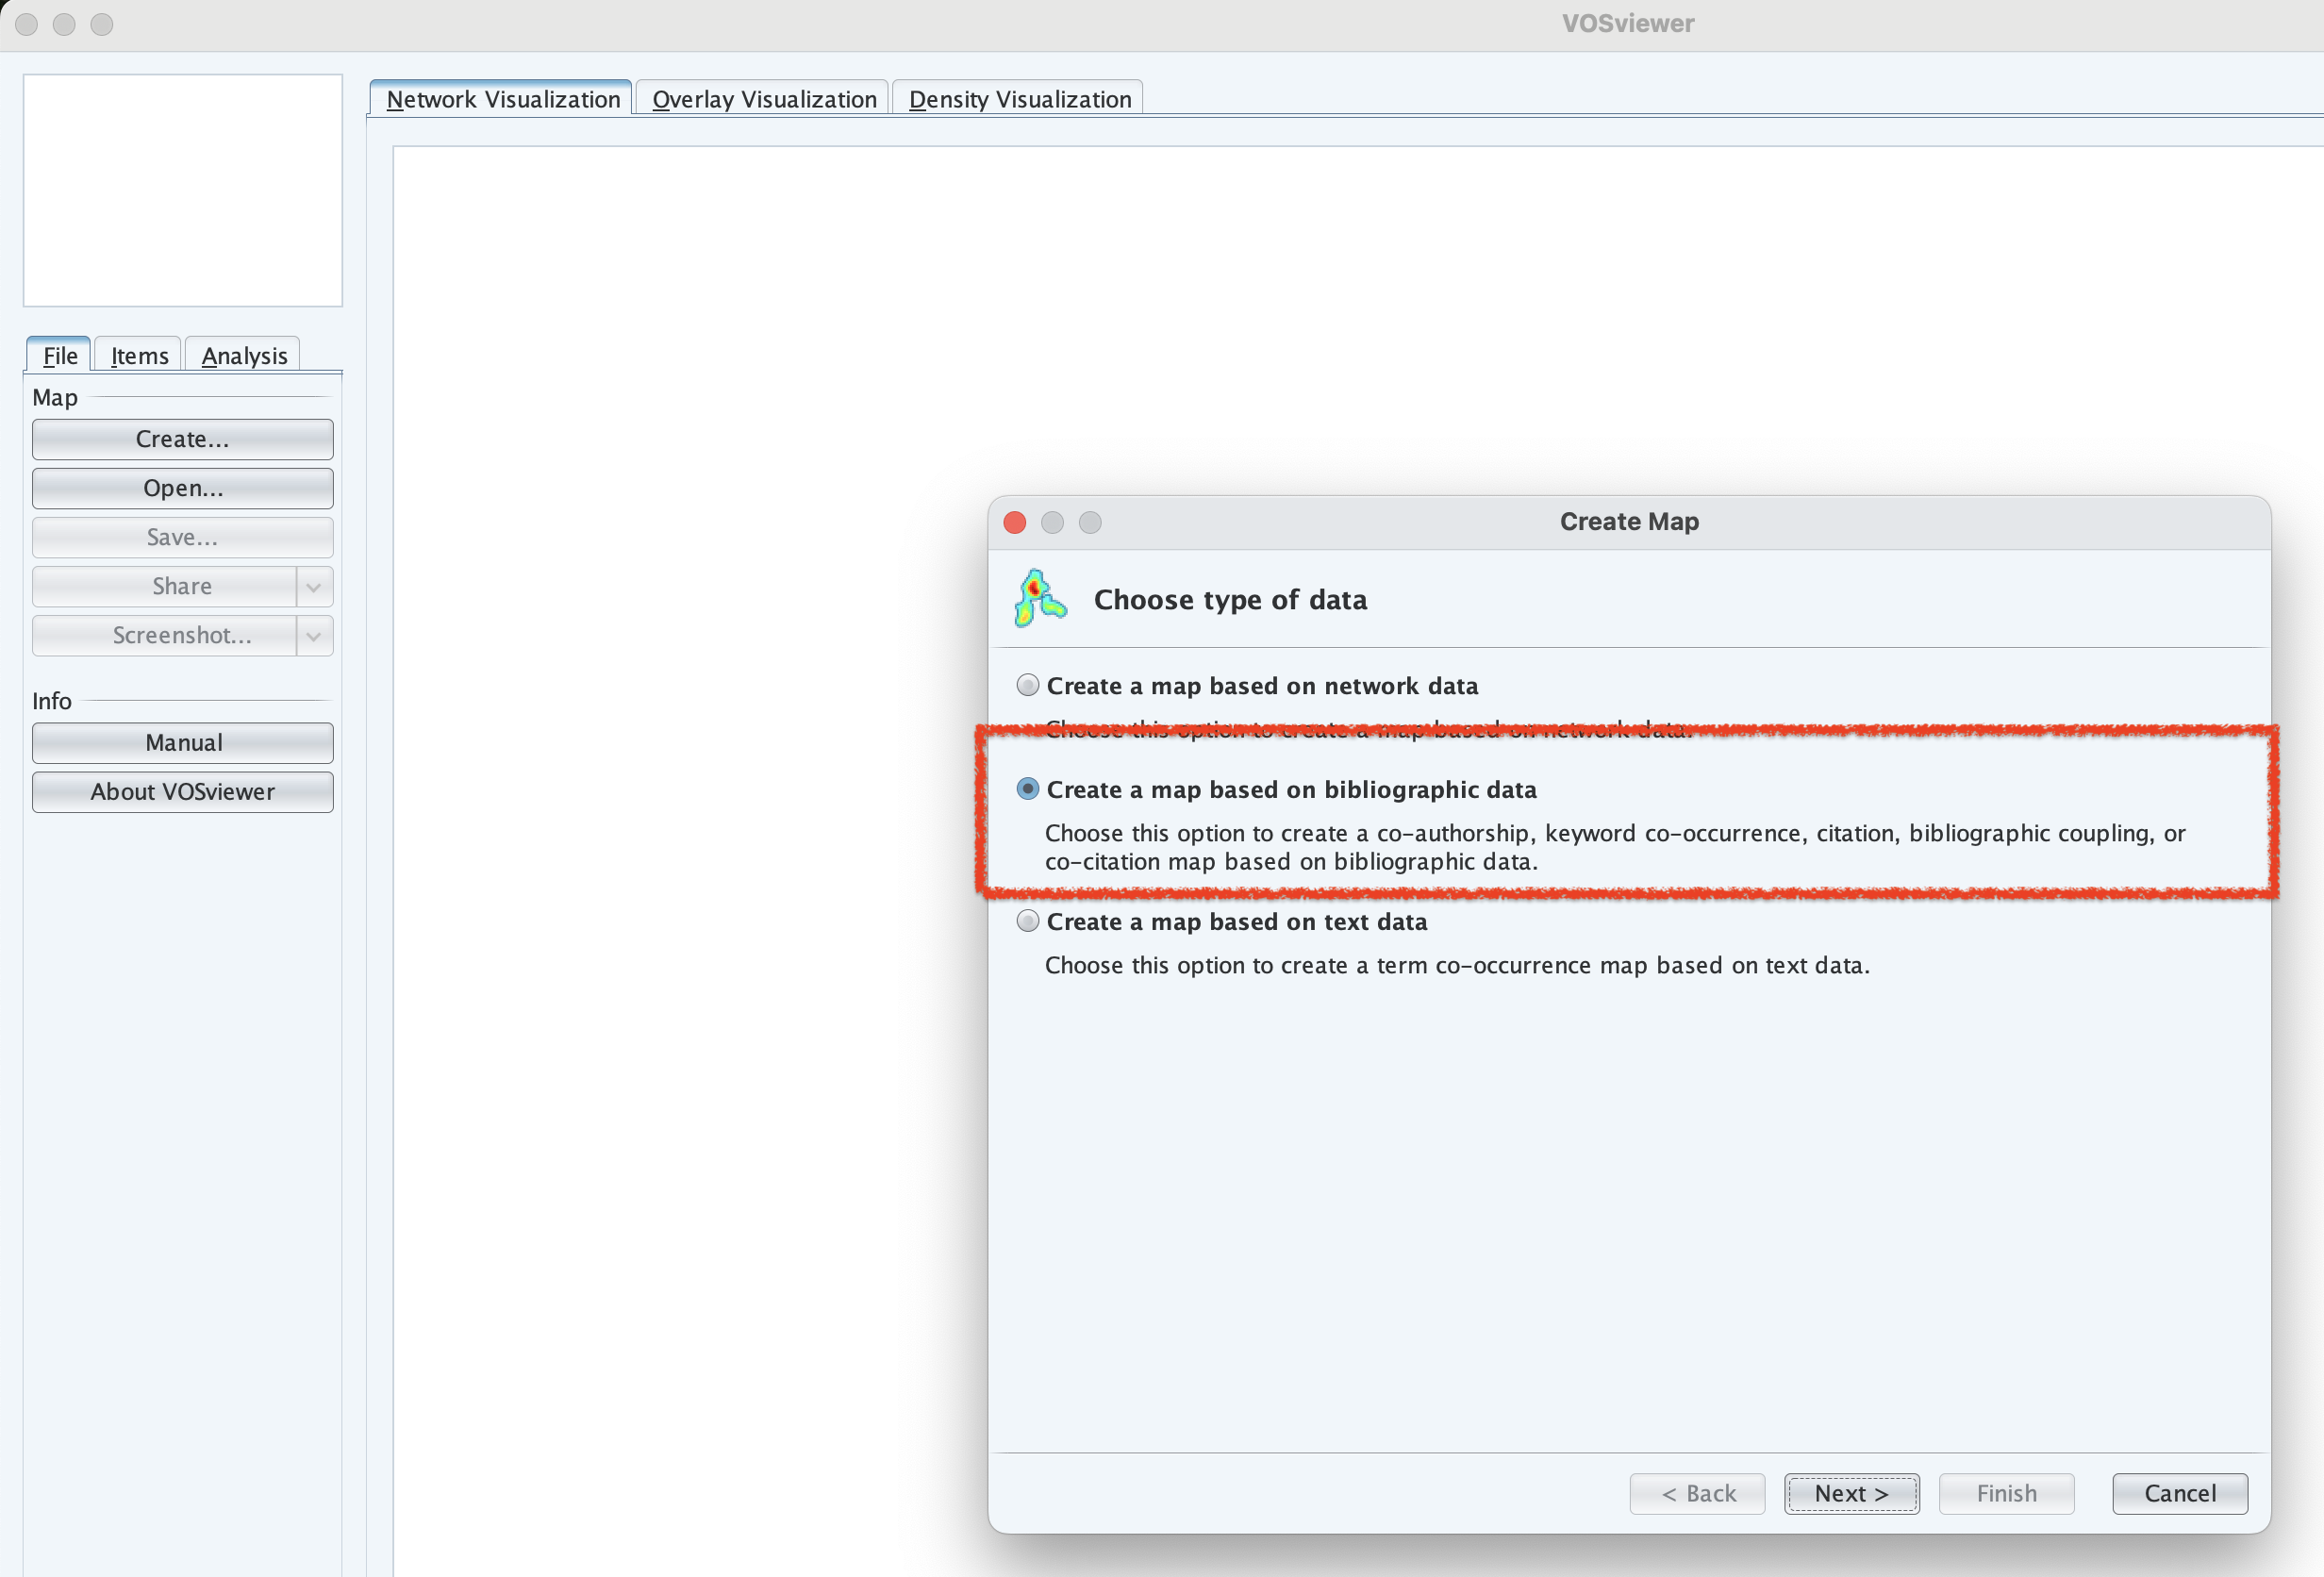 VOSviewer
Network Visualization
Overlay Visualization
Density Visualization
File
Items
Analysis
Map
Create...
Open...
Save...
Share
Screenshot...
Info
Manual
About VOSviewer
Create Map
Choose type of data
Create a map based on network data
Choose this option to create a map based on network data.
Create a map based on bibliographic data
Choose this option to create a co-authorship, keyword co-occurrence, citation, bibliographic coupling, or
co-citation map based on bibliographic data.
Create a map based on text data
Choose this option to create a term co-occurrence map based on text data.
< Back
Next >
Finish
Cancel